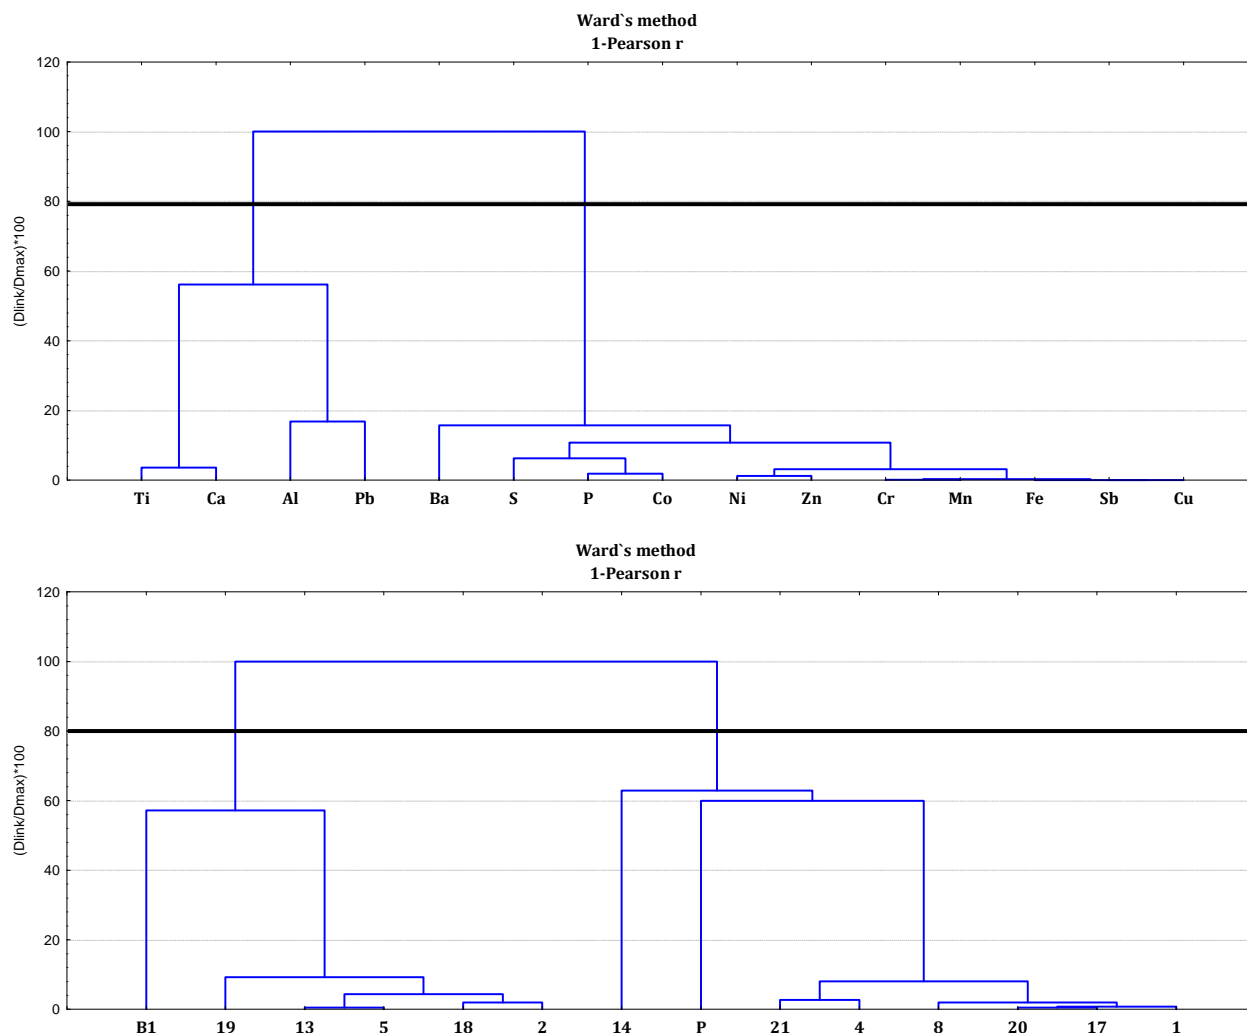 Ward`s method
1-Pearson r
120
100
80
60
40
20
0
(Dlink/Dmax)*100
Ti Ca Al Pb Ba S P Co Ni Zn Cr Mn Fe Sb Cu
Ward`s method
1-Pearson r
120
100
80
60
40
20
0
(Dlink/Dmax)*100
B1 19 13 5 18 2 14 P 21 4 8 20 17 1